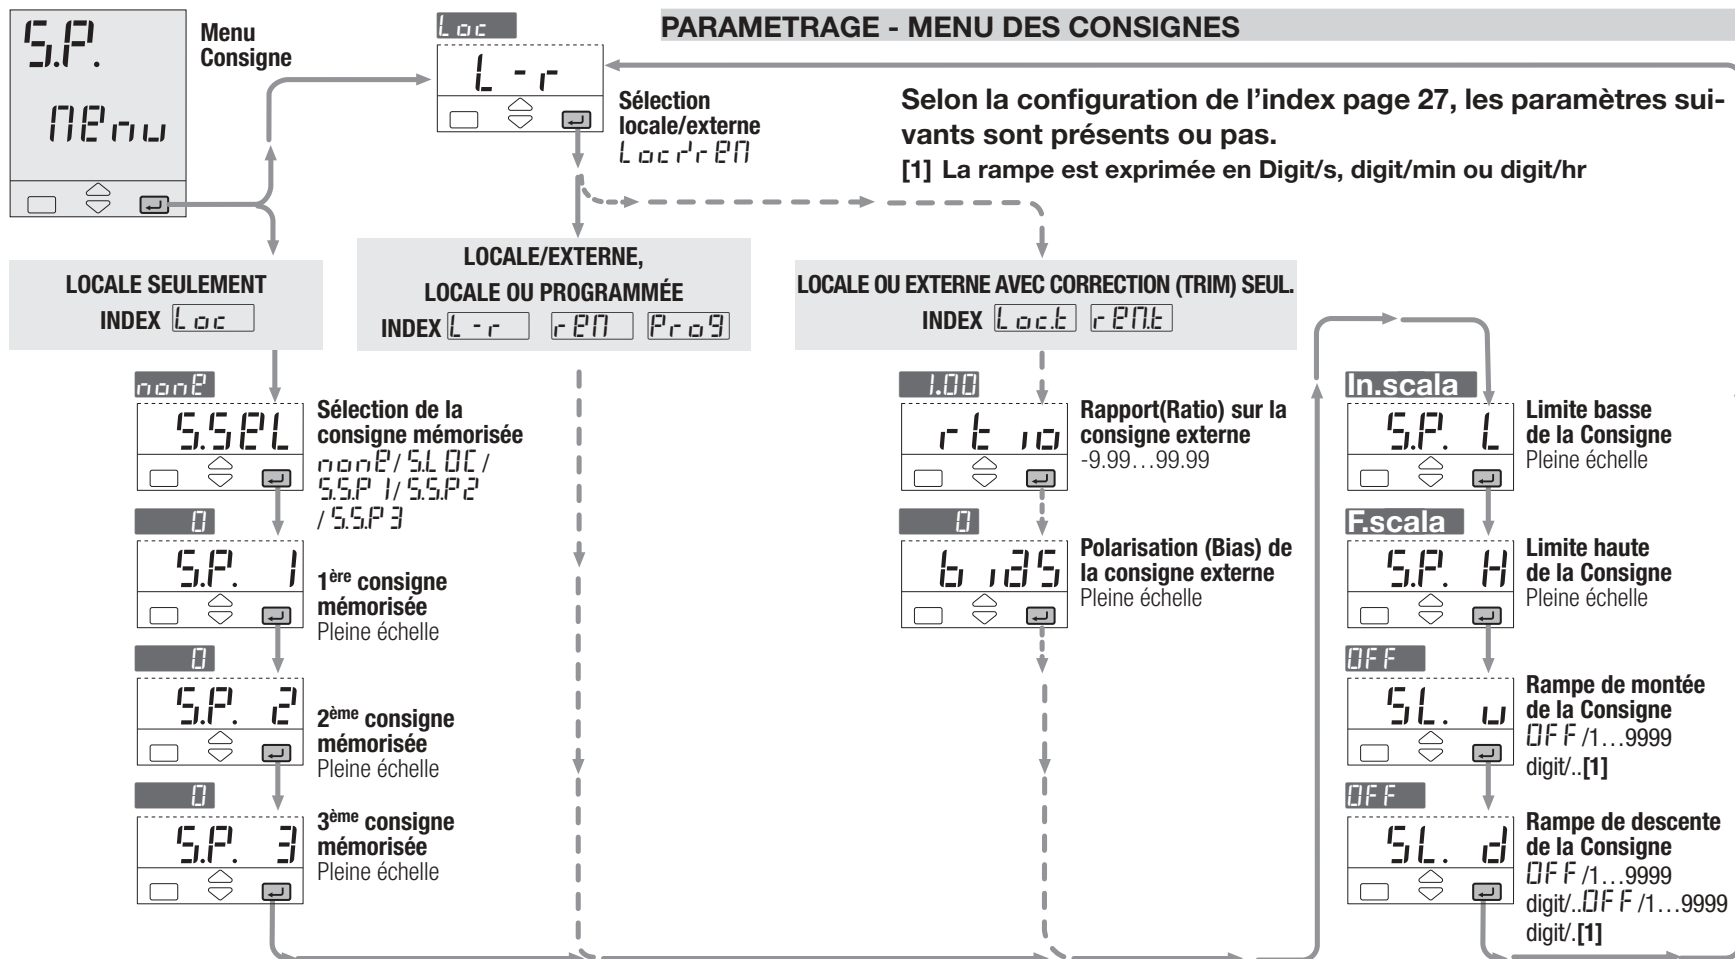 S.P.
MEnu
Menu
Consigne
Loc
L-r
Sélection
locale/externe
Loc/rEM
PARAMETRAGE - MENU DES CONSIGNES
Selon la configuration de l'index page 27, les paramètres sui-
vants sont présents ou pas.
[1] La rampe est exprimée en Digit/s, digit/min ou digit/hr
LOCALE SEULEMENT
INDEX Loc
LOCALE/EXTERNE,
LOCALE OU PROGRAMMÉE
INDEX L-r rEM Prog
LOCALE OU EXTERNE AVEC CORRECTION (TRIM) SEUL.
INDEX Loc.t rEM.t
nonE
S.SEL
Sélection de la
consigne mémorisée
nonE/ S.LOC/
S.S.P 1/ S.S.P2
/ S.S.P 3
0
S.P. 1
1ère consigne
mémorisée
Pleine échelle
0
S.P. 2
2ème consigne
mémorisée
Pleine échelle
0
S.P. 3
3ème consigne
mémorisée
Pleine échelle
1.00
rtio
Rapport(Ratio) sur la
consigne externe
-9.99...99.99
0
bias
Polarisation (Bias) de
la consigne externe
Pleine échelle
In.scala
S.P. L
Limite basse
de la Consigne
Pleine échelle
F.scala
S.P. H
Limite haute
de la Consigne
Pleine échelle
OFF
SL. u
Rampe de montée
de la Consigne
OFF/1...9999
digit/..[1]
OFF
SL. d
Rampe de descente
de la Consigne
OFF/1...9999
digit/..OFF/1...9999
digit/.[1]